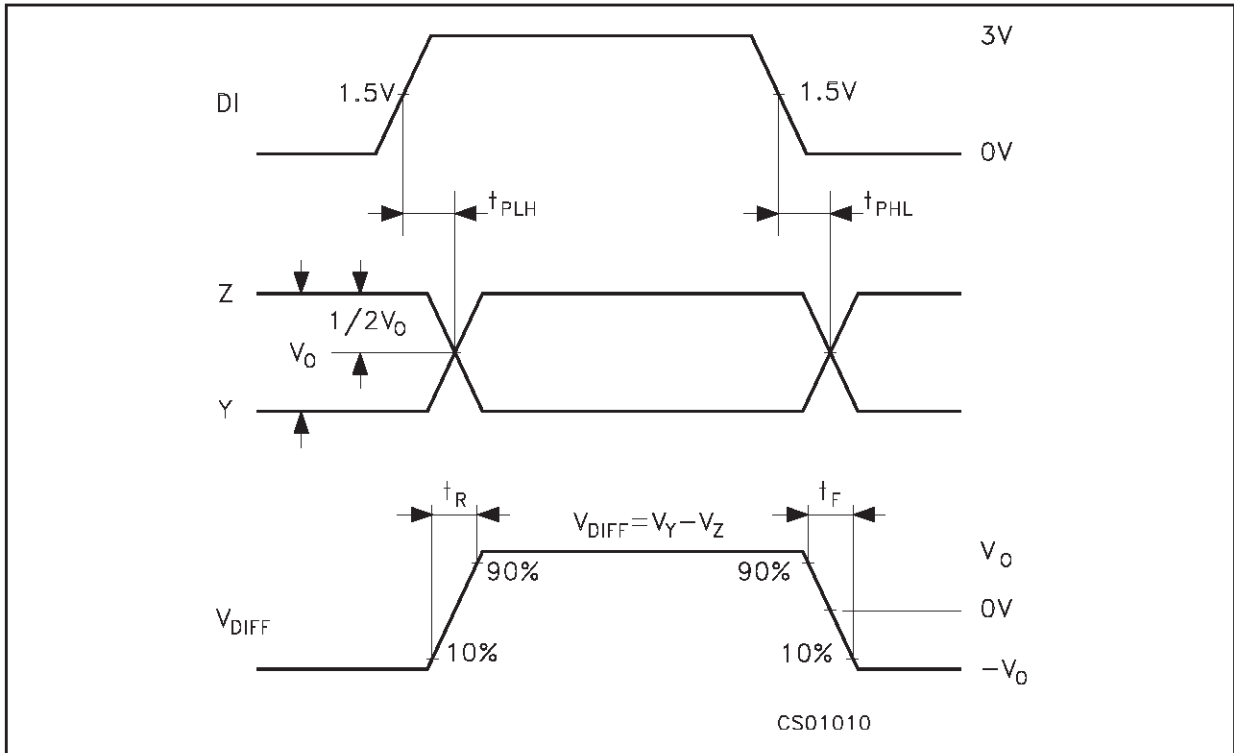 3V
1.5V
1.5V
DI
0V
tPLH
tPHL
Z
1/2VO
VO
Y
tR
tF
VDIFF=VY-VZ
VO
90%
90%
0V
VDIFF
10%
10%
-VO
CS01010